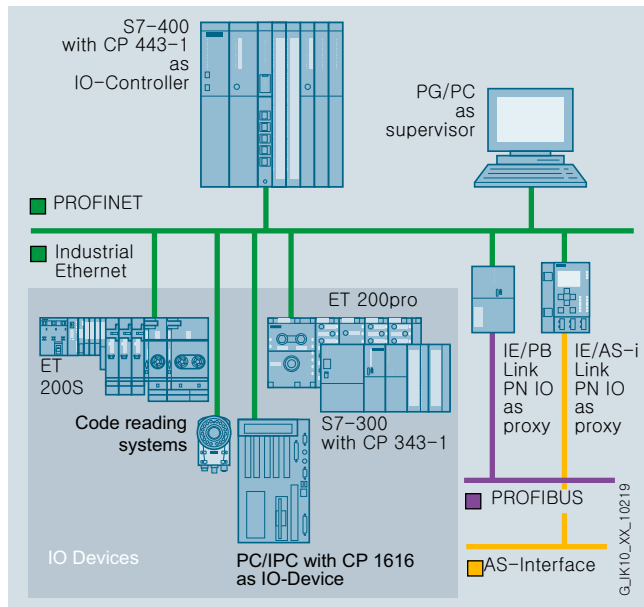 S7-400
with CP 443-1
as
IO-Controller
PG/PC
as
supervisor
PROFINET
Industrial
Ethernet
ET 200pro
ET
200S
IE/PB
Link
PN IO
as
proxy
IE/AS-i
Link
PN IO
as
proxy
Code reading
systems
S7-300
with CP 343-1
PROFIBUS
IO Devices
PC/IPC with CP 1616
as IO-Device
AS-Interface
G_IK10_XX_10219